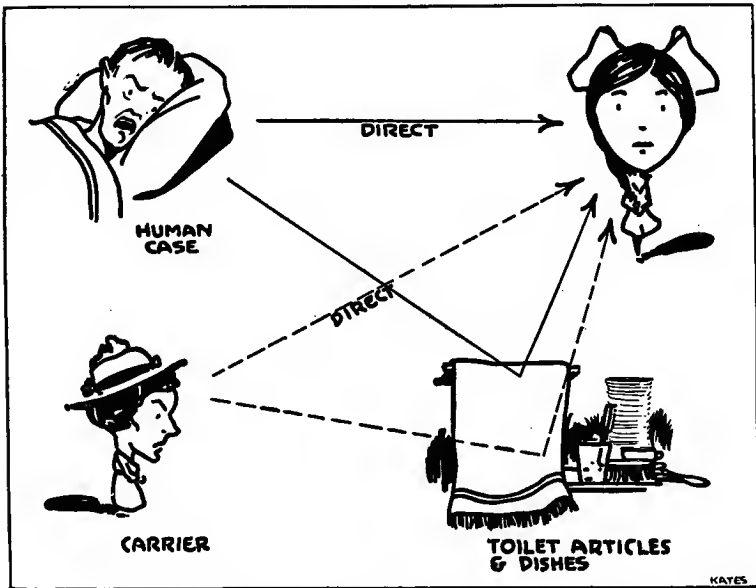 DIRECT
HUMAN
CASE
DIRECT
CARRIER
TOILET ARTICLES
& DISHES
KATES